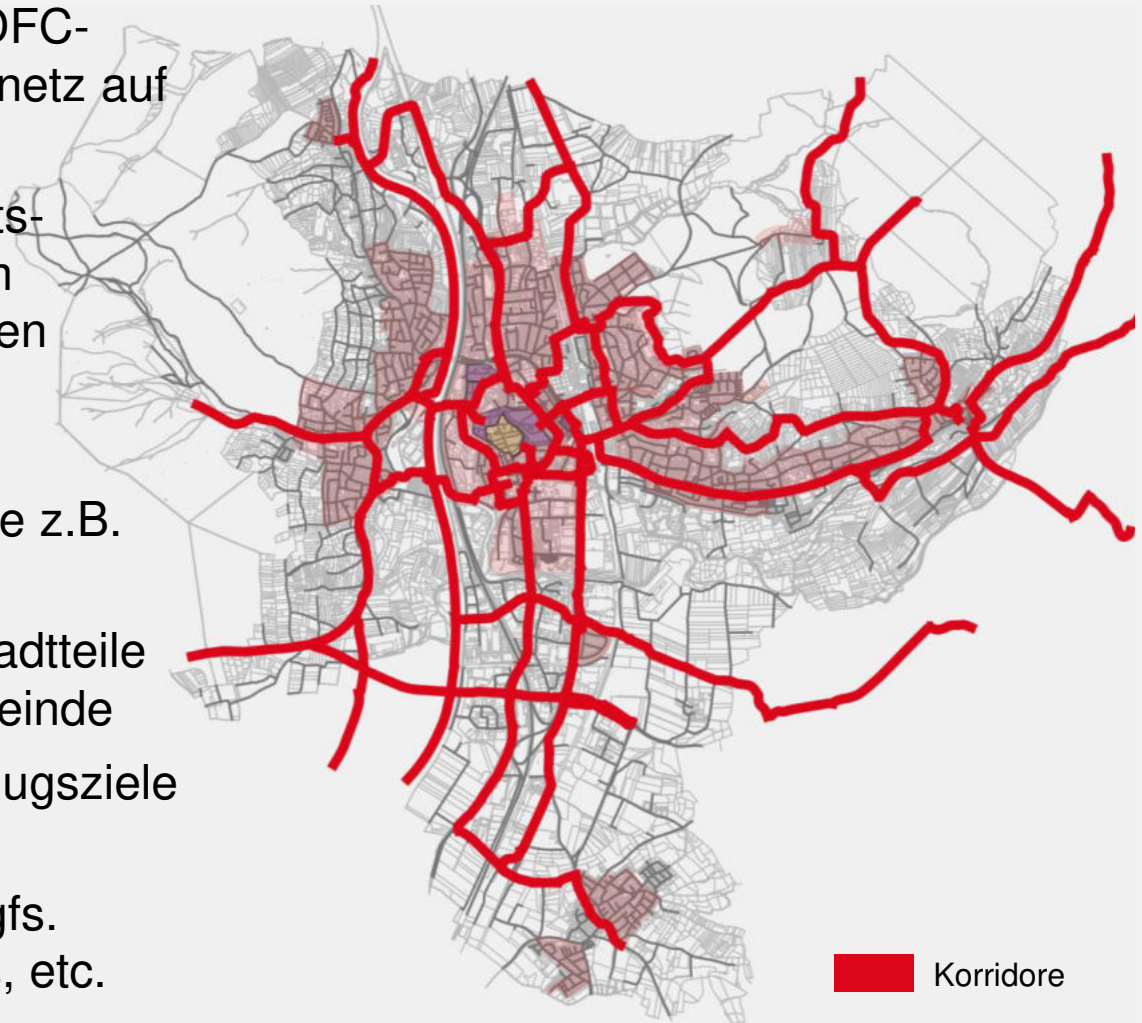 DFC-
netz auf
ts-
n
en
e z.B.
adtteile
einde
ugsziele
gfs.
, etc.
Korridore